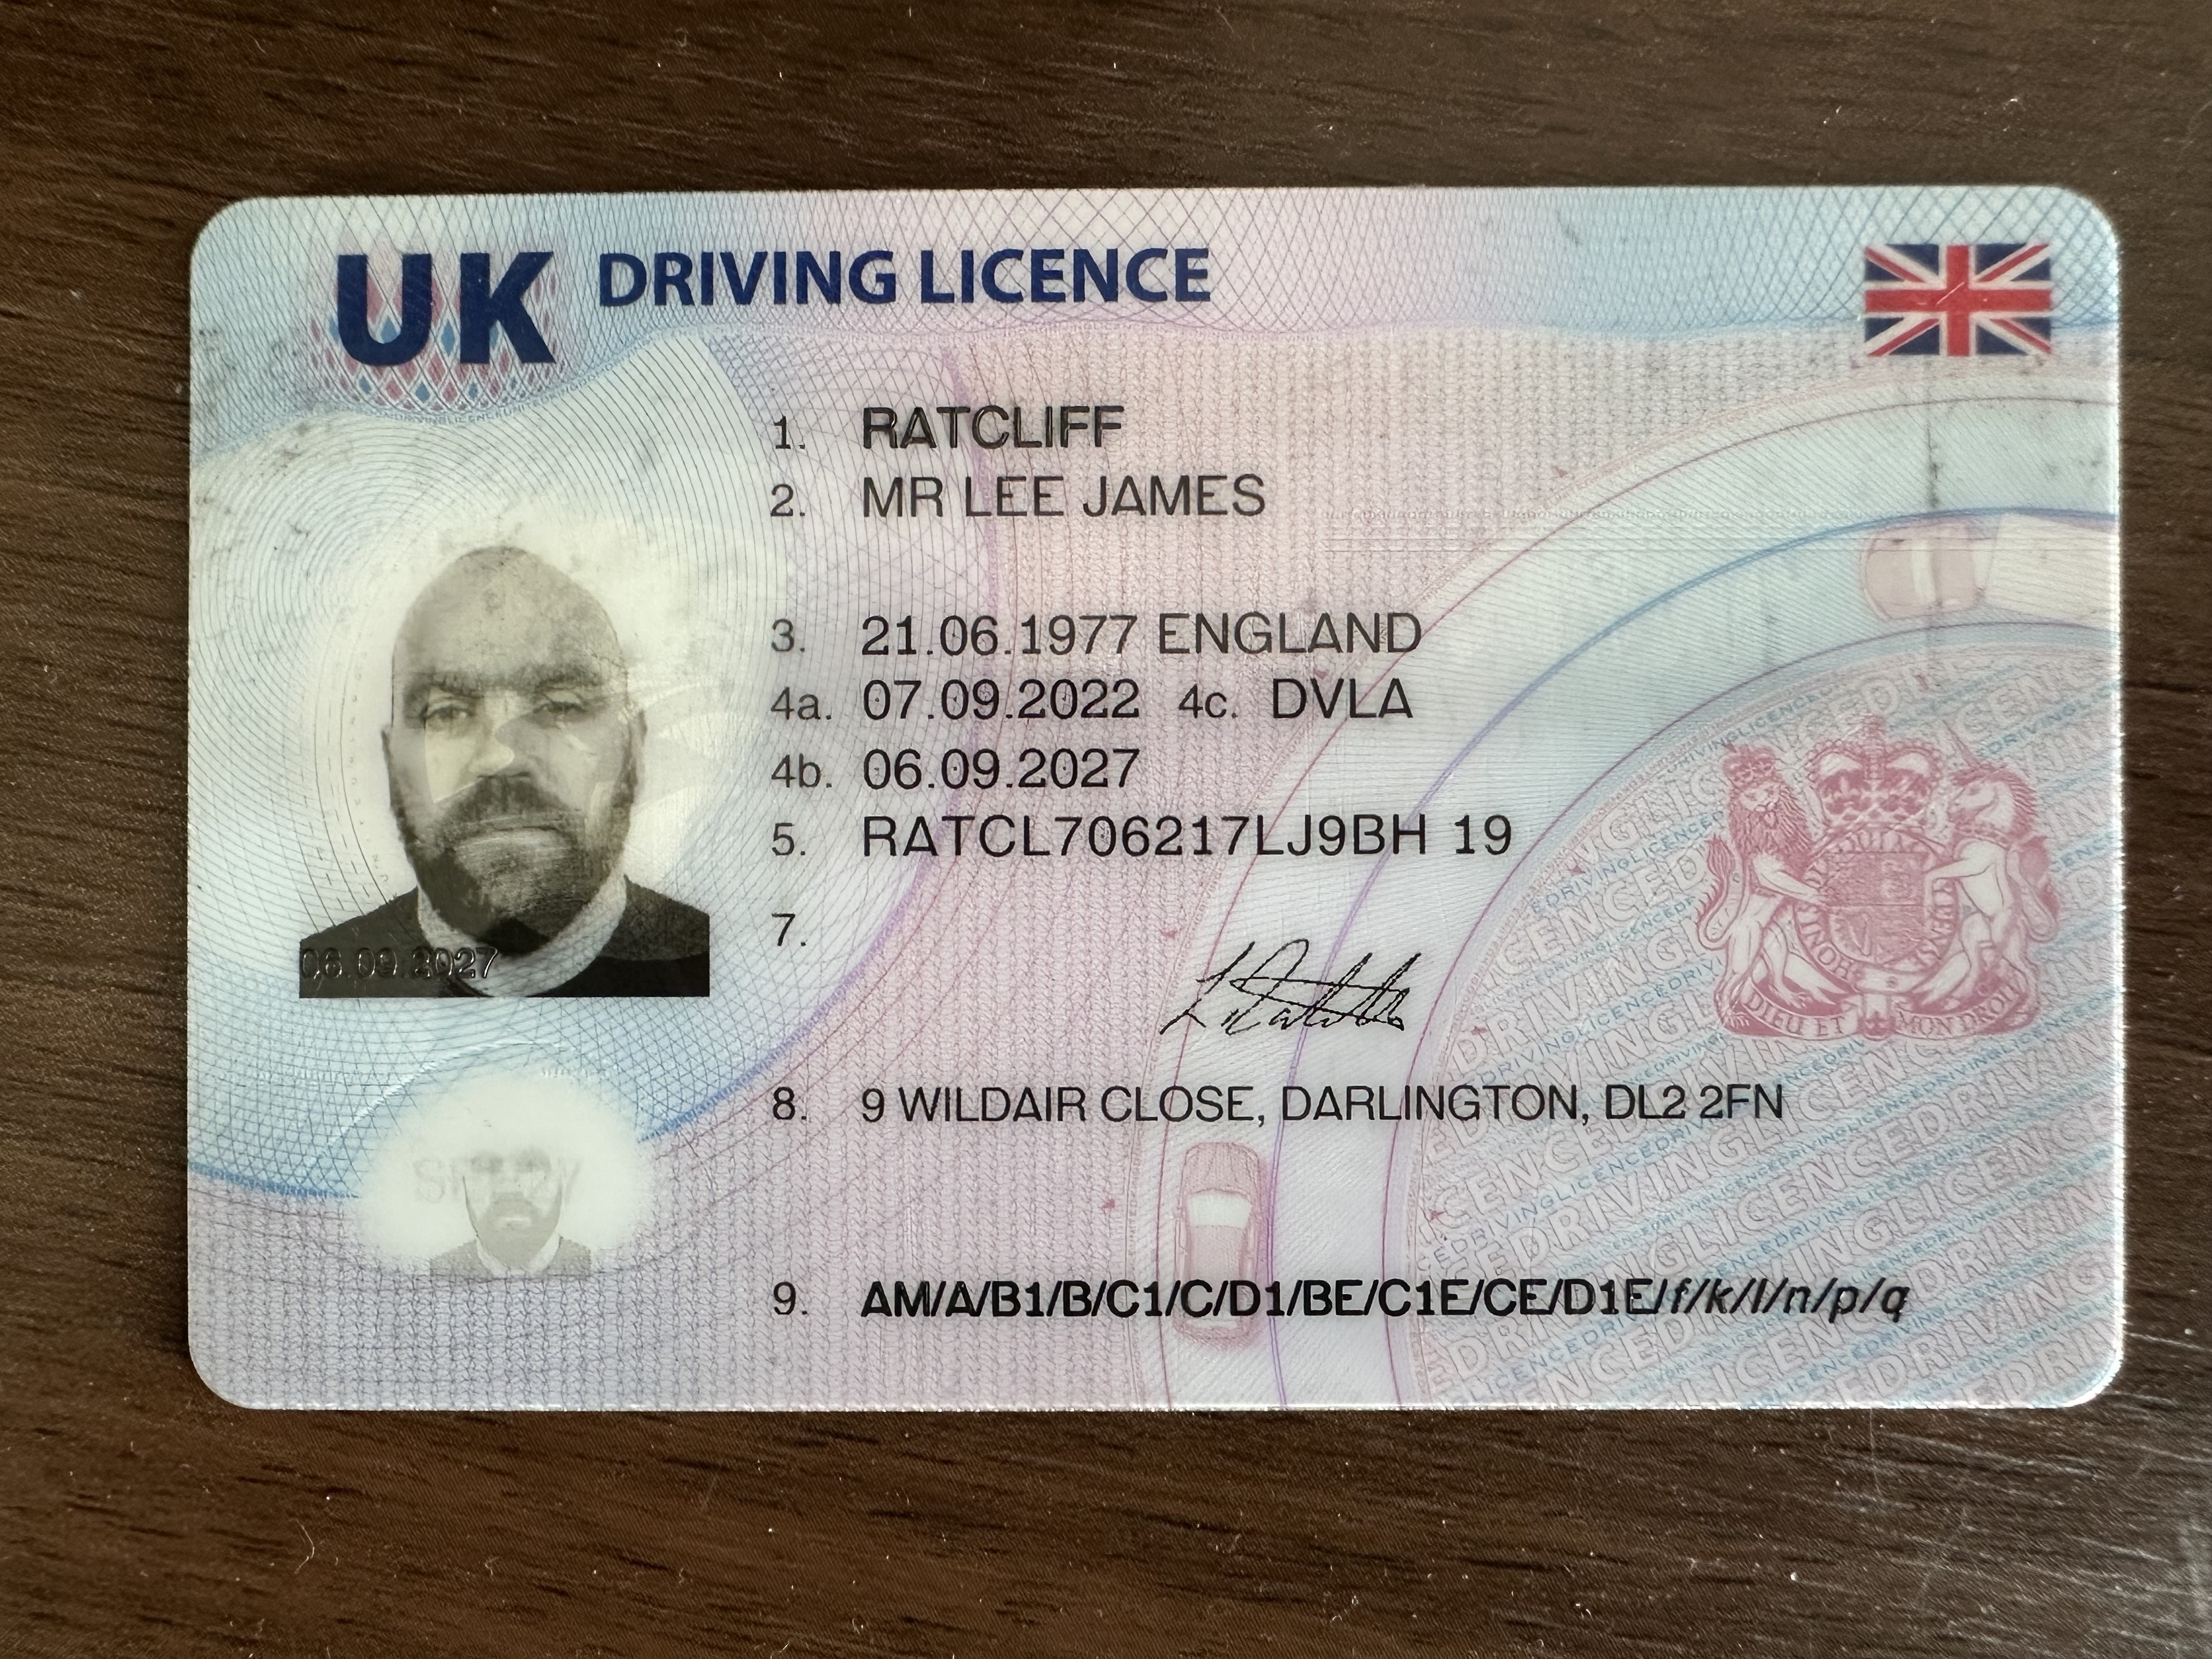 UK DRIVING LICENCE
1. RATCLIFF
2. MR LEE JAMES
3. 21.06.1977 ENGLAND
4a. 07.09.2022 4c. DVLA
4b. 06.09.2027
5. RATCL706217LJ9BH 19
06.09.2027
7.
8. 9 WILDAIR CLOSE, DARLINGTON, DL2 2FN
9. AM/A/B1/B/C1/C/D1/BE/C1E/CE/D1E/f/k/l/n/p/q
DIEU ET MON DROIT